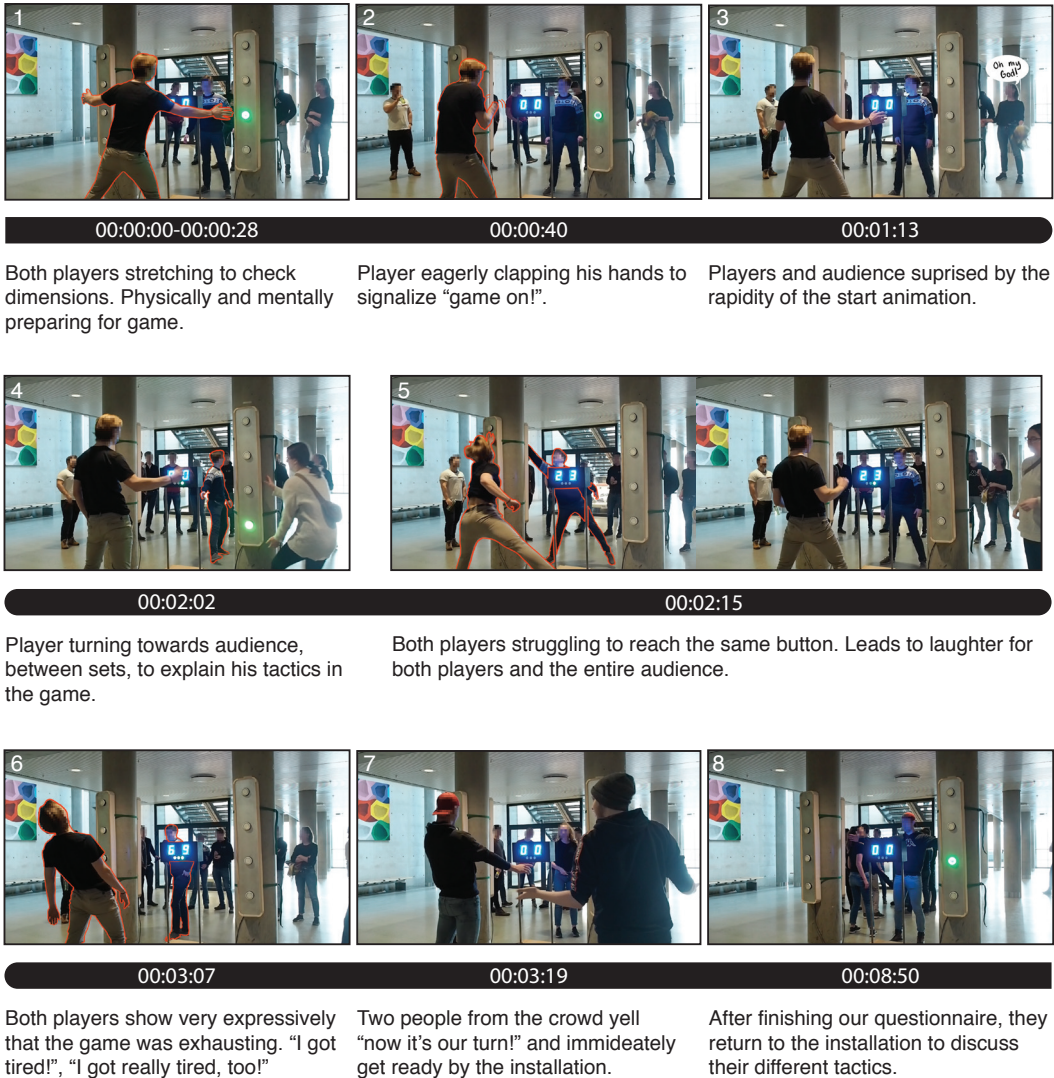 1
2
3
0 0
0 0
0 0
Oh my
God!
00:00:00-00:00:28
00:00:40
00:01:13
Both players stretching to check
dimensions. Physically and mentally
preparing for game.
Player eagerly clapping his hands to
signalize “game on!”.
Players and audience suprised by the
rapidity of the start animation.
4
5
2 3
2 3
00:02:02
00:02:15
Player turning towards audience,
between sets, to explain his tactics in
the game.
Both players struggling to reach the same button. Leads to laughter for
both players and the entire audience.
6
7
8
6 9
0 0
0 0
00:03:07
00:03:19
00:08:50
Both players show very expressively
that the game was exhausting. “I got
tired!”, “I got really tired, too!”
Two people from the crowd yell
“now it’s our turn!” and immideately
get ready by the installation.
After finishing our questionnaire, they
return to the installation to discuss
their different tactics.